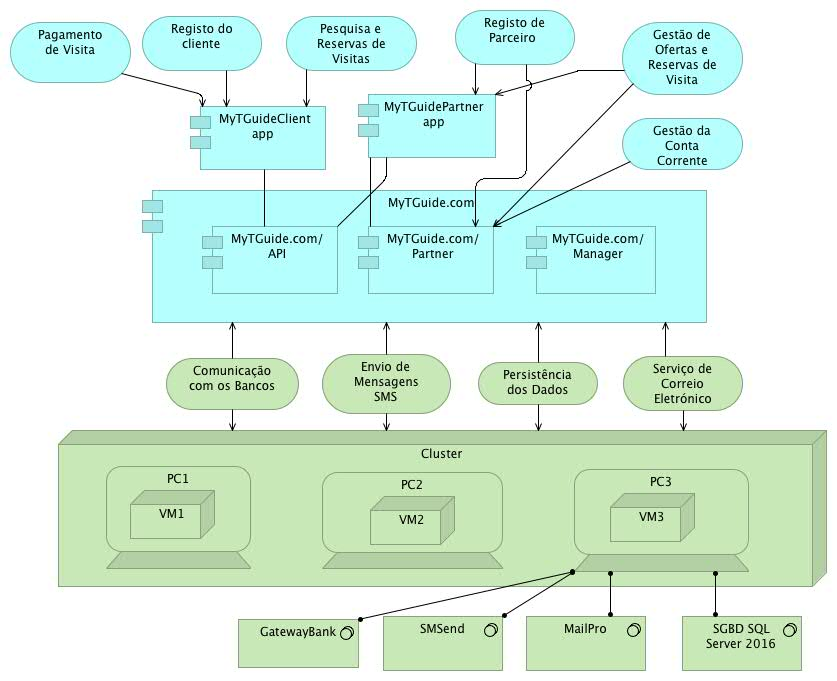 Pagamento
de Visita
Registo do
cliente
Pesquisa e
Reservas de
Visitas
Registo de
Parceiro
Gestão de
Ofertas e
Reservas de
Visita
MyTGuideClient
app
MyTGuidePartner
app
Gestão da
Conta
Corrente
MyTGuide.com
MyTGuide.com/
API
MyTGuide.com/
Partner
MyTGuide.com/
Manager
Comunicação
com os Bancos
Envio de
Mensagens
SMS
Persistência
dos Dados
Serviço de
Correio
Eletrónico
Cluster
PC1
VM1
PC2
VM2
PC3
VM3
GatewayBank
SMSend
MailPro
SGBD SQL
Server 2016